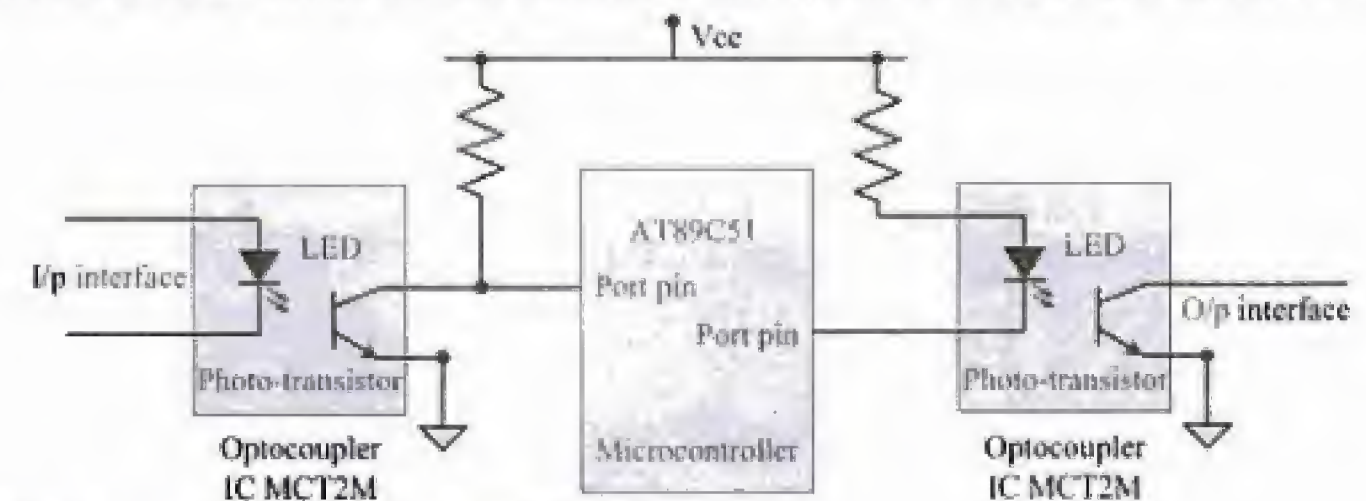 Vcc
AT89C51
LED
LED
I/p interface
Port pin
O/p interface
Port pin
Photo-transistor
Photo-transistor
Optocoupler
IC MCT2M
Microcontroller
Optocoupler
IC MCT2M